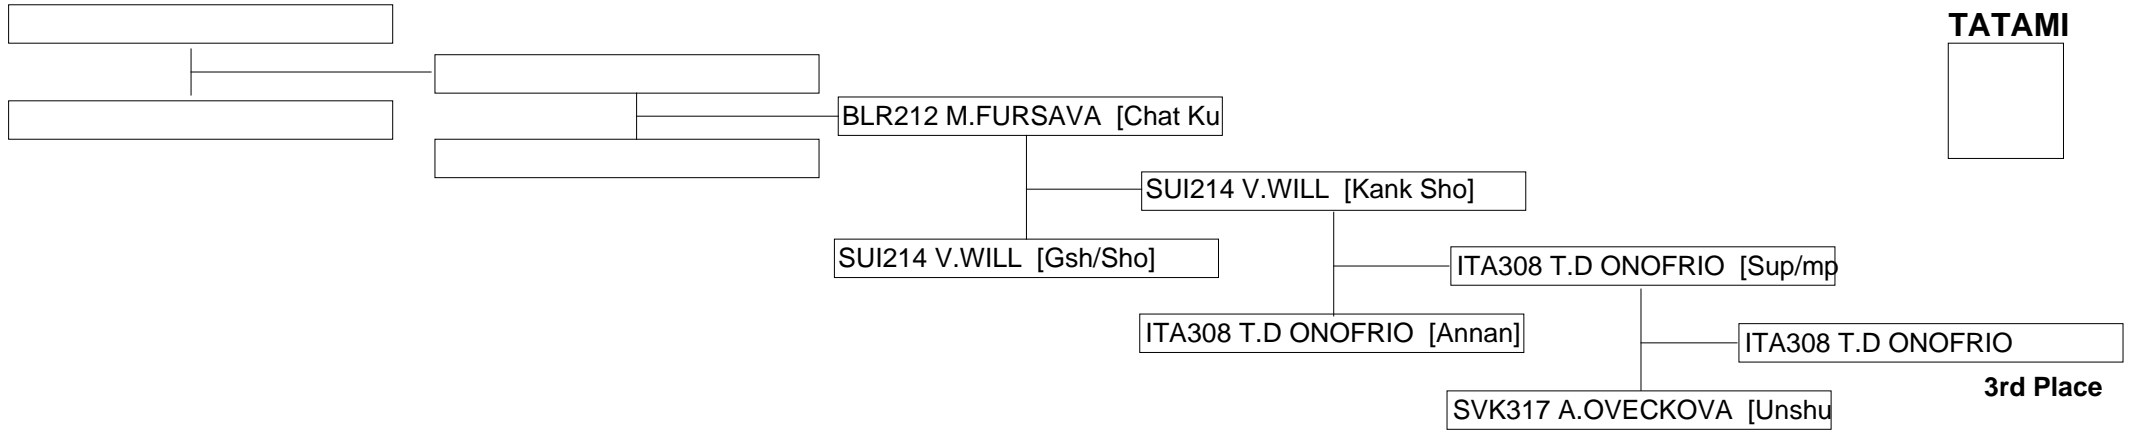 TATAMI
BLR212 M.FURSAVA [Chat Ku
SUI214 V.WILL [Kank Sho]
SUI214 V.WILL [Gsh/Sho]
ITA308 T.D ONOFRIO [Sup/mp
ITA308 T.D ONOFRIO [Annan]
ITA308 T.D ONOFRIO
3rd Place
SVK317 A.OVECKOVA [Unshu